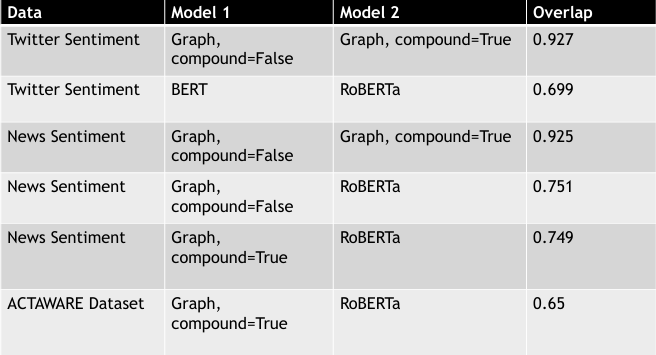 Data Model 1 Model 2 Overlap
Twitter Sentiment Graph, Graph, compound=True 0.927
compound=False
Twitter Sentiment BERT RoBERTa 0.699
News Sentiment Graph, Graph, compound=True 0.925
compound=False
News Sentiment Graph, RoBERTa 0.751
compound=False
News Sentiment Graph, RoBERTa 0.749
compound=True
ACTAWARE Dataset Graph, RoBERTa 0.65
compound=True